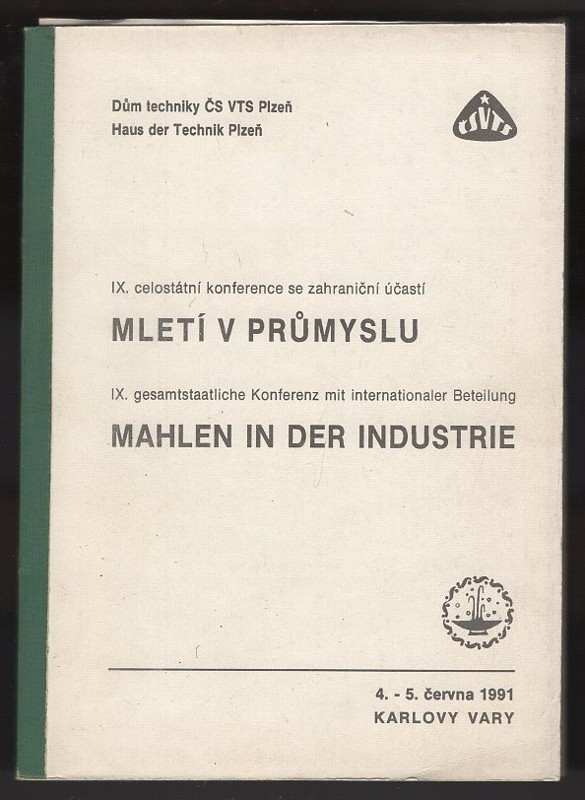 Dům techniky ČS VTS Plzeň
Haus der Technik Plzeň
ČSVTS
IX. celostátní konference se zahraniční účastí
MLETÍ V PRŮMYSLU
IX. gesamtstaatliche Konferenz mit internationaler Beteilung
MAHLEN IN DER INDUSTRIE
4. - 5. června 1991
KARLOVY VARY